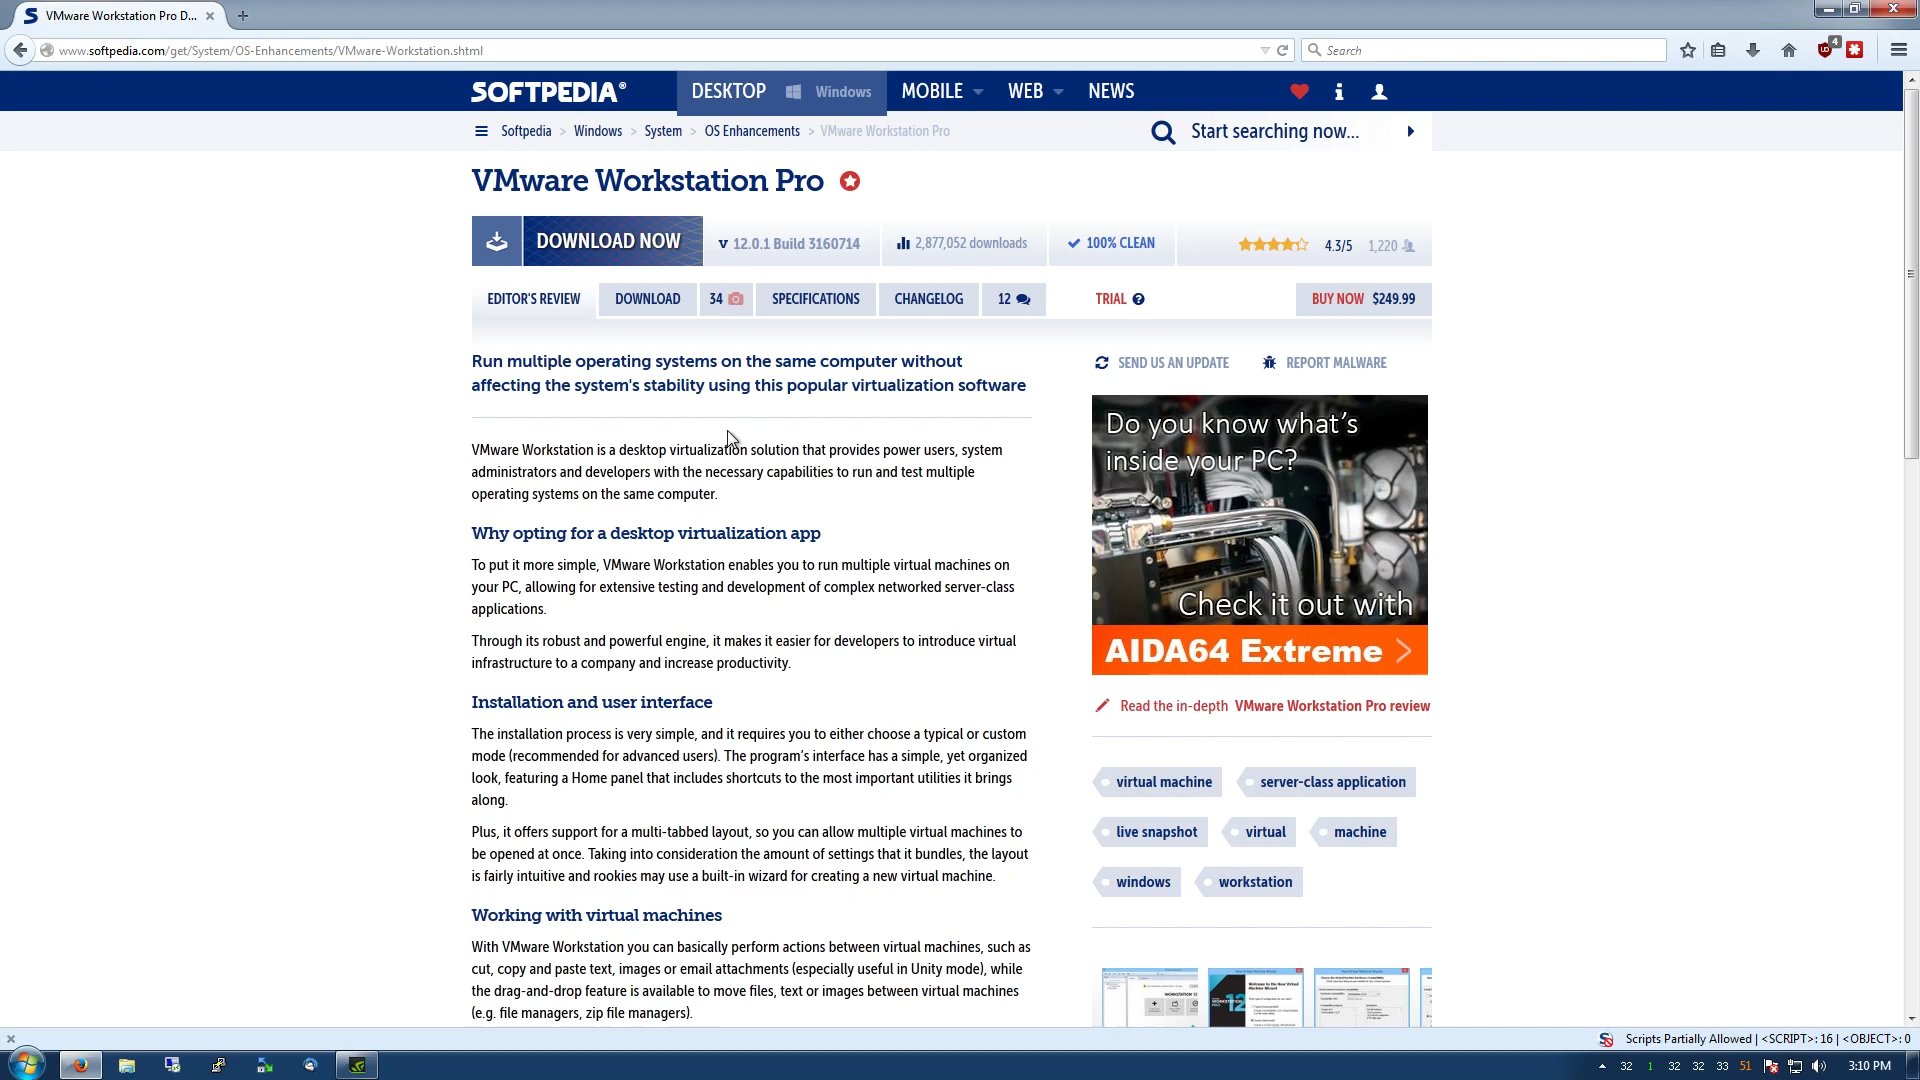 VMware Workstation Pro D...
www.softpedia.com/get/System/OS-Enhancements/VMware-Workstation.shtml
Search
4
SOFTPEDIA®
DESKTOP Windows MOBILE WEB NEWS
Softpedia > Windows > System > OS Enhancements > VMware Workstation Pro
Start searching now...
VMware Workstation Pro
DOWNLOAD NOW
v 12.0.1 Build 3160714
2,877,052 downloads
100% CLEAN
4.3/5 1,220
EDITOR'S REVIEW DOWNLOAD 34 SPECIFICATIONS CHANGELOG 12 TRIAL BUY NOW $249.99
Run multiple operating systems on the same computer without
affecting the system's stability using this popular virtualization software
VMware Workstation is a desktop virtualization solution that provides power users, system
administrators and developers with the necessary capabilities to run and test multiple
operating systems on the same computer.
Why opting for a desktop virtualization app
To put it more simple, VMware Workstation enables you to run multiple virtual machines on
your PC, allowing for extensive testing and development of complex networked server-class
applications.
Through its robust and powerful engine, it makes it easier for developers to introduce virtual
infrastructure to a company and increase productivity.
Installation and user interface
The installation process is very simple, and it requires you to either choose a typical or custom
mode (recommended for advanced users). The program's interface has a simple, yet organized
look, featuring a Home panel that includes shortcuts to the most important utilities it brings
along.
Plus, it offers support for a multi-tabbed layout, so you can allow multiple virtual machines to
be opened at once. Taking into consideration the amount of settings that it bundles, the layout
is fairly intuitive and rookies may use a built-in wizard for creating a new virtual machine.
Working with virtual machines
With VMware Workstation you can basically perform actions between virtual machines, such as
cut, copy and paste text, images or email attachments (especially useful in Unity mode), while
the drag-and-drop feature is available to move files, text or images between virtual machines
(e.g. file managers, zip file managers).
SEND US AN UPDATE REPORT MALWARE
Do you know what's
inside your PC?
Check it out with
AIDA64 Extreme >
Read the in-depth VMware Workstation Pro review
virtual machine server-class application
live snapshot virtual machine
windows workstation
Scripts Partially Allowed | <SCRIPT>: 16 | <OBJECT>: 0
32 1 32 32 33 51 3:10 PM